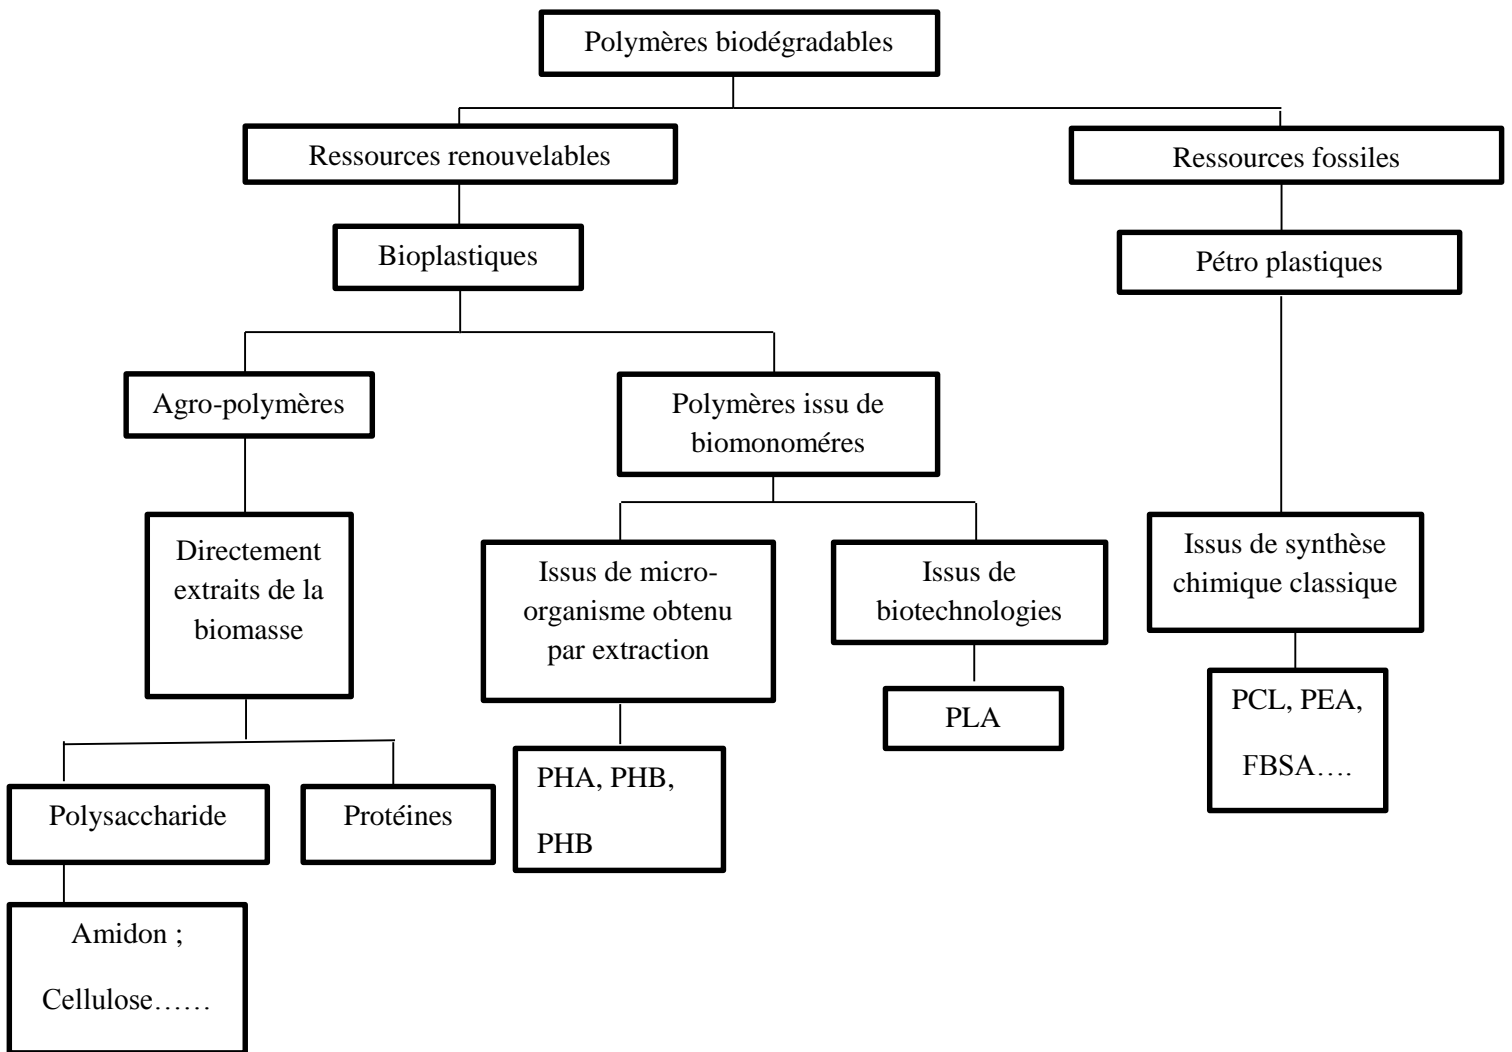 Polymères biodégradables
Ressources renouvelables
Ressources fossiles
Bioplastiques
Pétro plastiques
Agro-polymères
Polymères issu de
biomonoméres
Directement
extraits de la
biomasse
Issus de micro-
organisme obtenu
par extraction
Issus de
biotechnologies
Issus de synthèse
chimique classique
PLA
PCL, PEA,
FBSA....
PHA, PHB,
PHB
Polysaccharide
Protéines
Amidon ;
Cellulose……